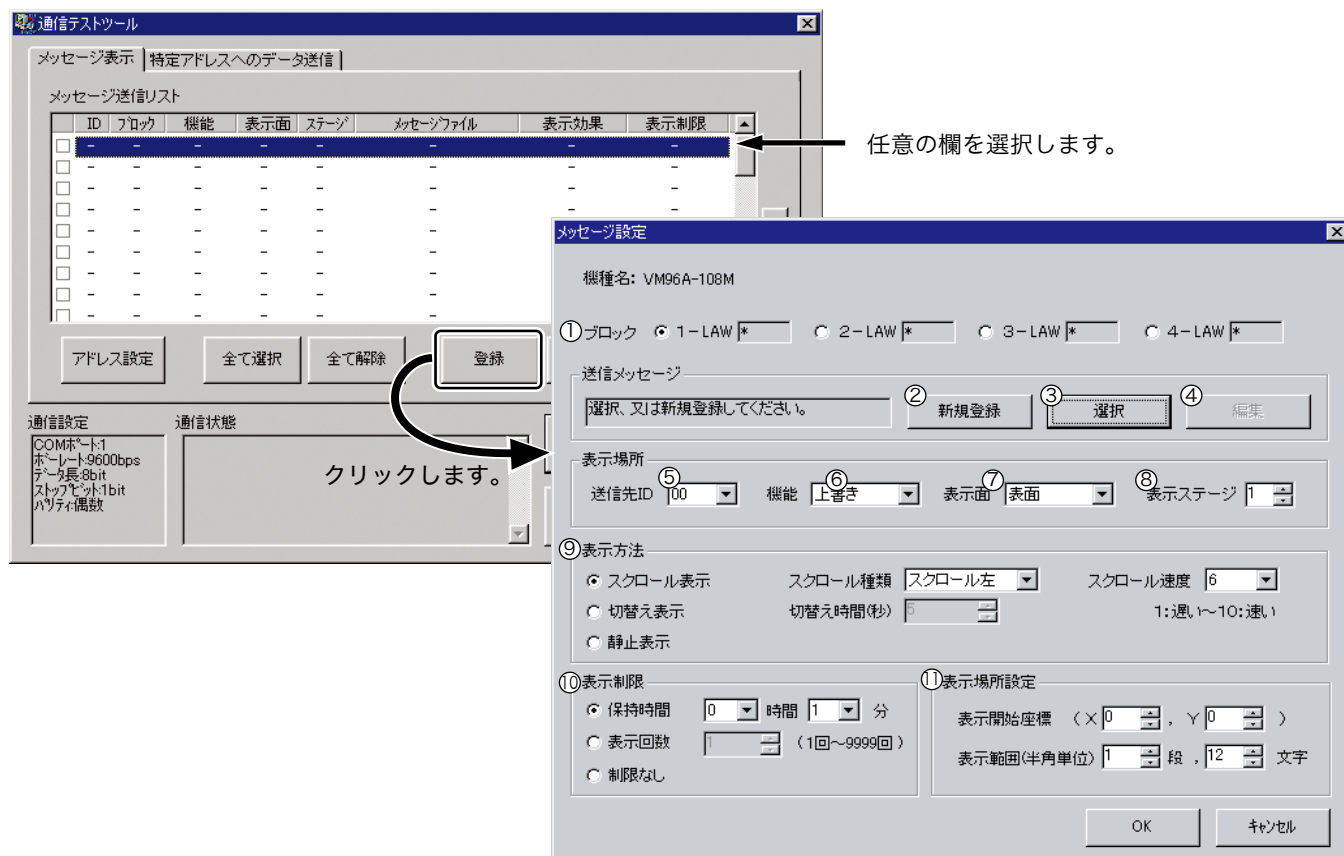 通信テストツール
メッセージ表示 特定アドレスへのデータ送信
メッセージ送信リスト
ID ブロック 機能 表示面 ステージ メッセージファイル 表示効果 表示制限
- - - - - - - -
- - - - - - - -
- - - - - - - -
- - - - - - - -
- - - - - -
- - - - - -
- - - - - -
- - - - - -
- - - - - -
任意の欄を選択します。
アドレス設定 全て選択 全て解除 登録
通信設定
COMポート:1
ボーレート:9600bps
データ長:8bit
ストップビット:1bit
パリティ:偶数
通信状態
クリックします。
メッセージ設定
機種名: VM96A-108M
①ブロック 1-LAW * 2-LAW * 3-LAW * 4-LAW *
送信メッセージ
選択、又は新規登録してください。 ② 新規登録 ③ 選択 ④ 編集
表示場所
⑤ ⑥ ⑦ ⑧
送信先ID 00 機能 上書き 表示面 表面 表示ステージ 1
⑨表示方法
スクロール表示 スクロール種類 スクロール左 スクロール速度 6
切替え表示 切替え時間(秒) 5 1:遅い~10:速い
静止表示
⑩表示制限
保持時間 0 時間 1 分
表示回数 1 (1回~9999回)
制限なし
⑪表示場所設定
表示開始座標 (X 0 , Y 0 )
表示範囲(半角単位) 1 段 , 12 文字
OK キャンセル